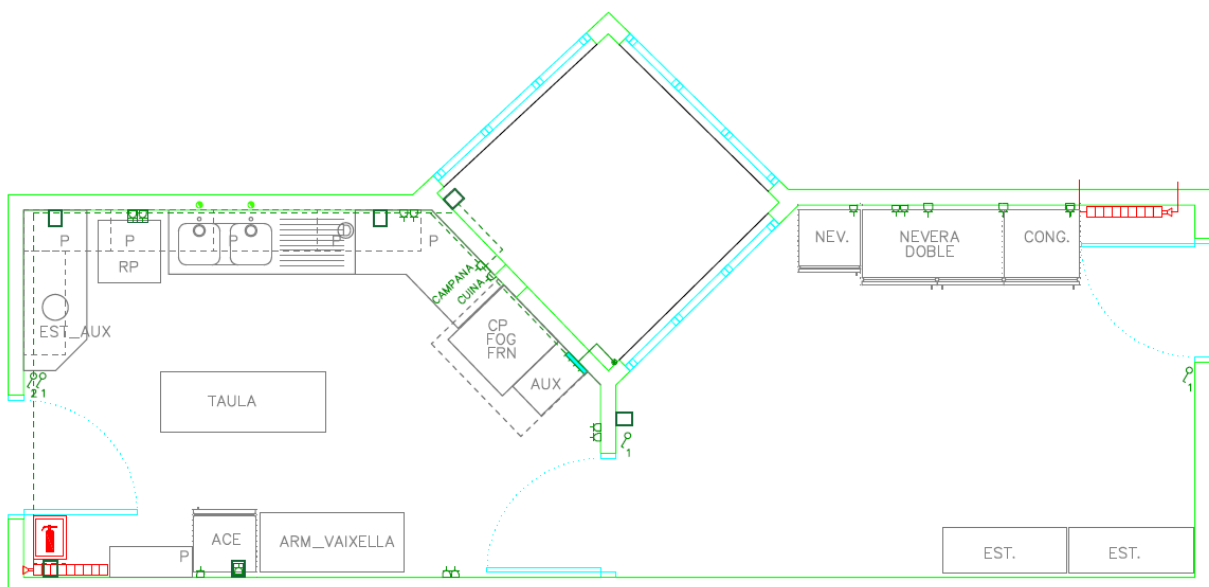 P
P
P
P
P
RP
NEV.
NEVERA
DOBLE
CONG.
CAMPANA
CUINA
EST_AUX
CP
FOG
FRN
AUX
2 1
1
TAULA
1
ACE
ARM_VAIXELLA
P
EST.
EST.